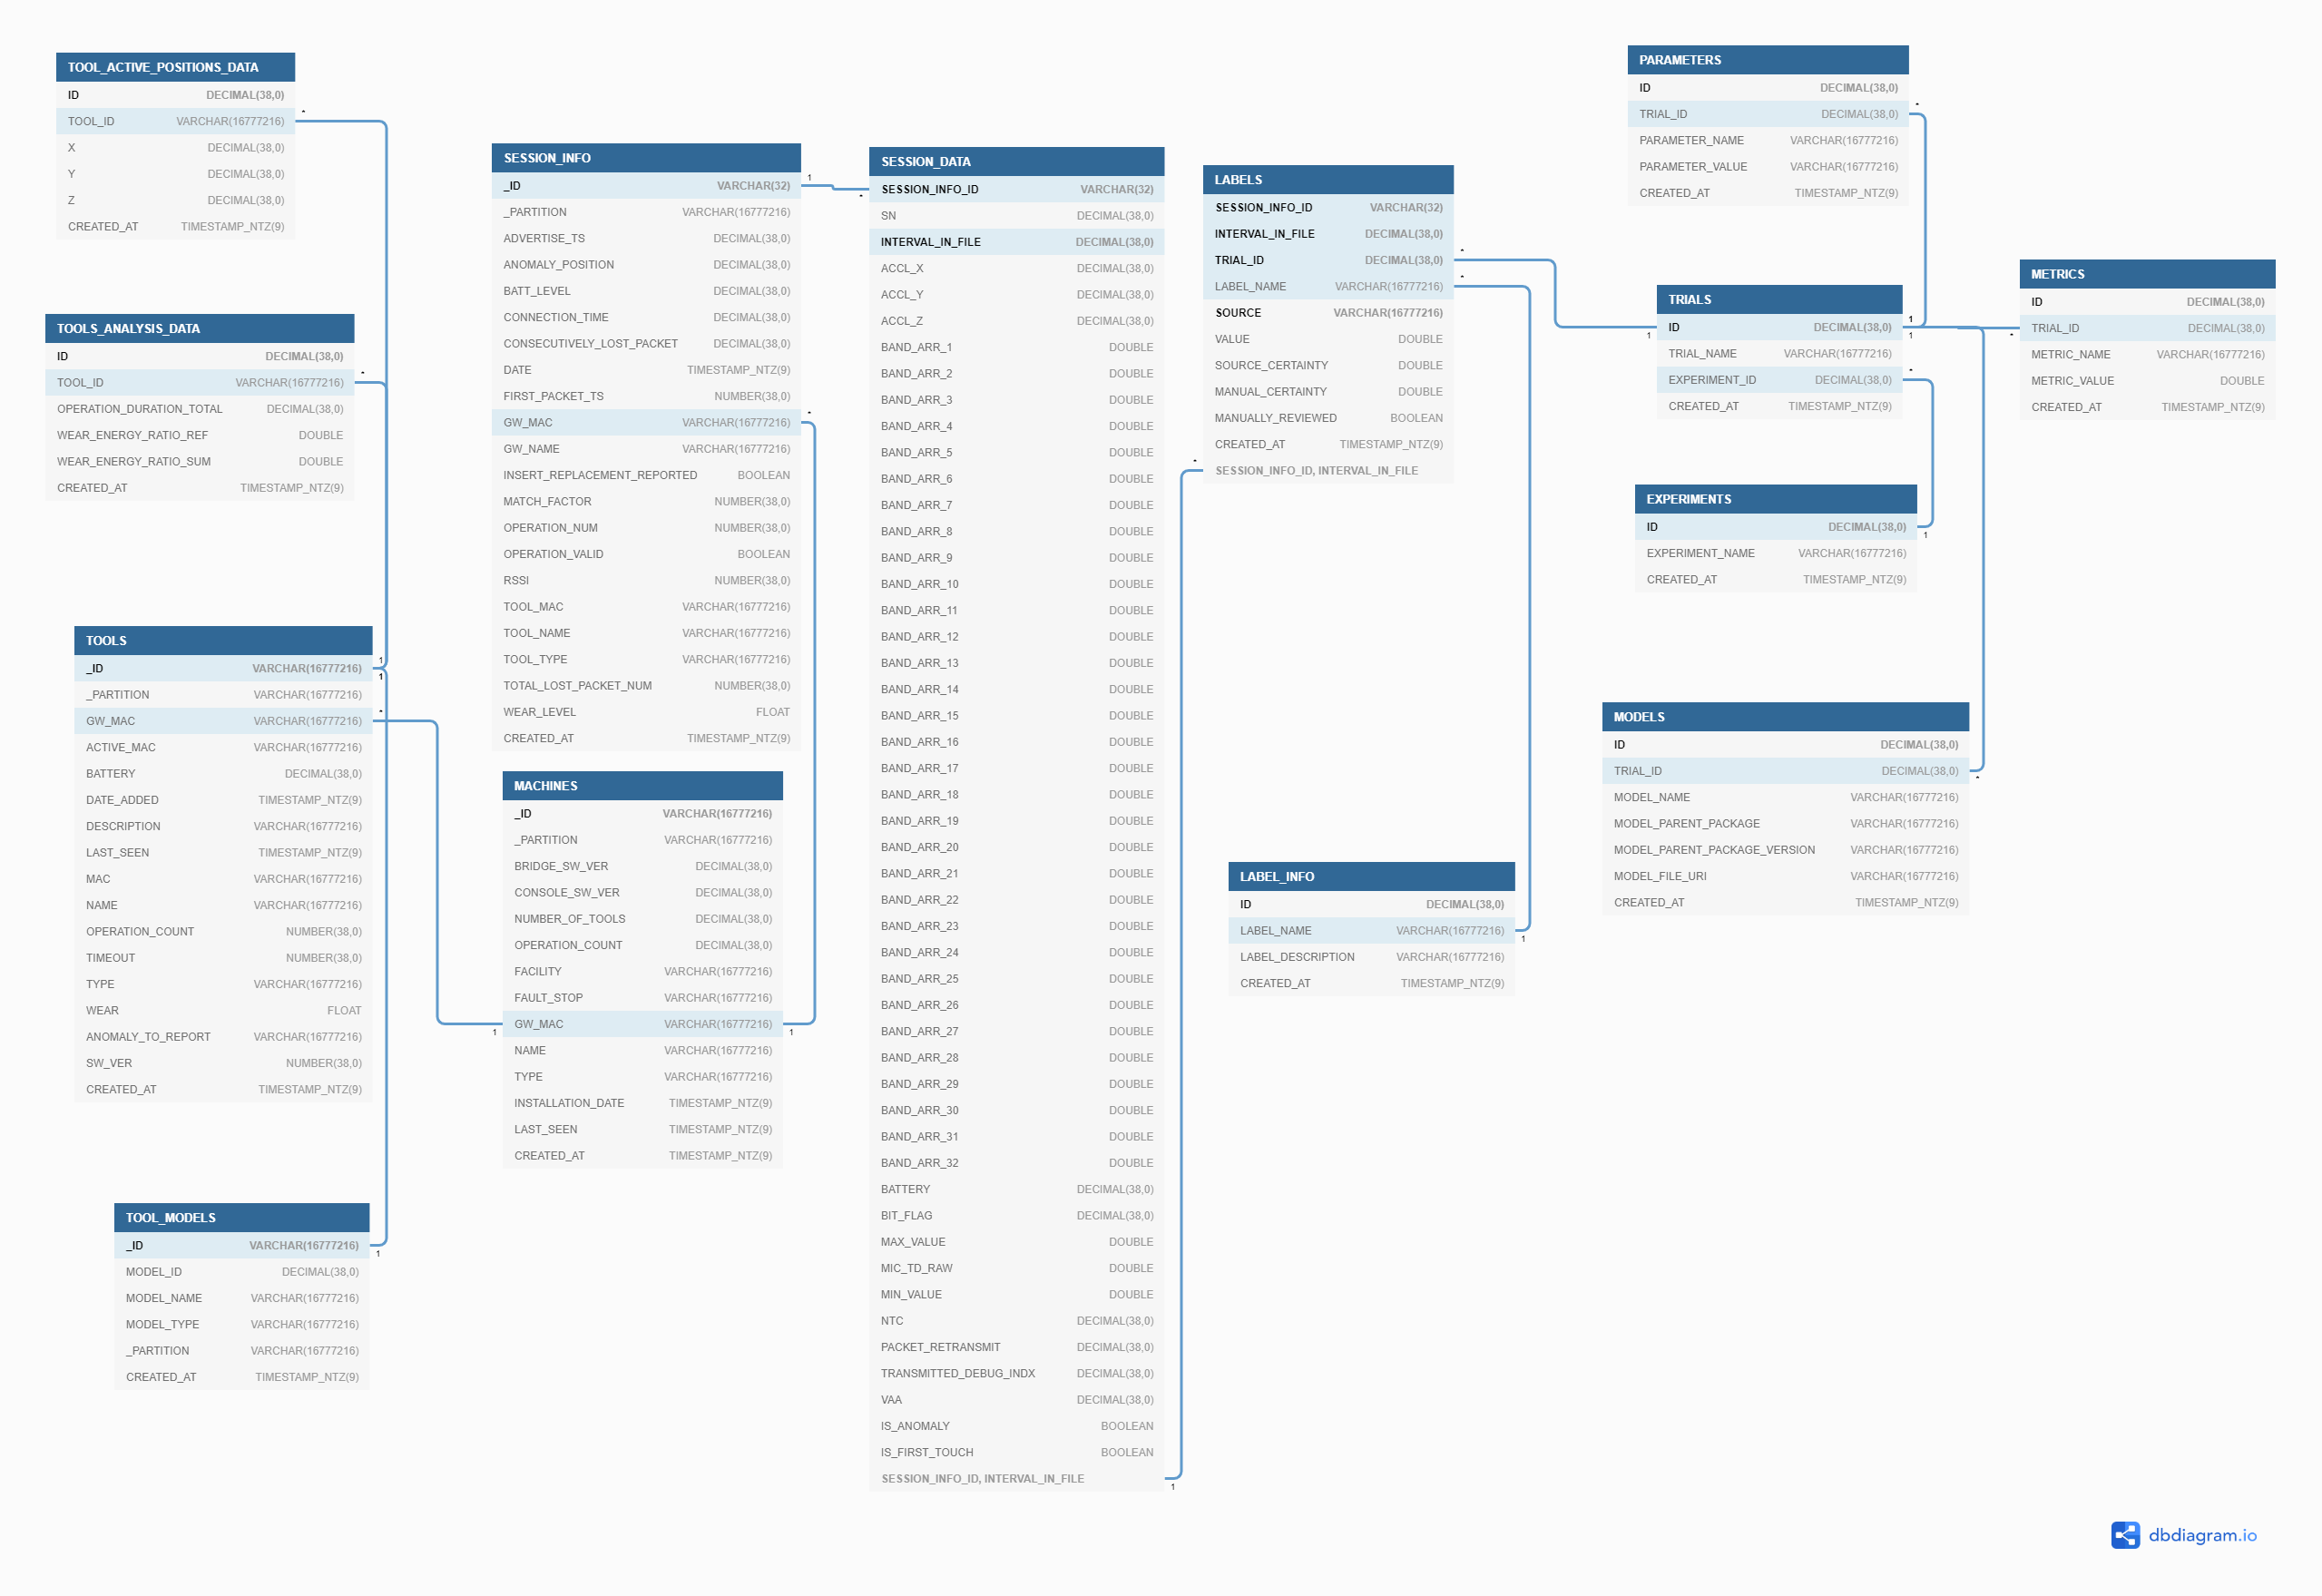 TOOL_ACTIVE_POSITIONS_DATA
ID DECIMAL(38,0)
*
TOOL_ID VARCHAR(16777216)
X DECIMAL(38,0)
Y DECIMAL(38,0)
Z DECIMAL(38,0)
CREATED_AT TIMESTAMP_NTZ(9)
TOOLS_ANALYSIS_DATA
ID DECIMAL(38,0)
*
TOOL_ID VARCHAR(16777216)
OPERATION_DURATION_TOTAL DECIMAL(38,0)
WEAR_ENERGY_RATIO_REF DOUBLE
WEAR_ENERGY_RATIO_SUM DOUBLE
CREATED_AT TIMESTAMP_NTZ(9)
TOOLS
1
_ID VARCHAR(16777216)
1
_PARTITION VARCHAR(16777216)
*
GW_MAC VARCHAR(16777216)
ACTIVE_MAC VARCHAR(16777216)
BATTERY DECIMAL(38,0)
DATE_ADDED TIMESTAMP_NTZ(9)
DESCRIPTION VARCHAR(16777216)
LAST_SEEN TIMESTAMP_NTZ(9)
MAC VARCHAR(16777216)
NAME VARCHAR(16777216)
OPERATION_COUNT NUMBER(38,0)
TIMEOUT NUMBER(38,0)
TYPE VARCHAR(16777216)
WEAR FLOAT
ANOMALY_TO_REPORT VARCHAR(16777216)
SW_VER NUMBER(38,0)
CREATED_AT TIMESTAMP_NTZ(9)
TOOL_MODELS
_ID VARCHAR(16777216)
1
MODEL_ID DECIMAL(38,0)
MODEL_NAME VARCHAR(16777216)
MODEL_TYPE VARCHAR(16777216)
_PARTITION VARCHAR(16777216)
CREATED_AT TIMESTAMP_NTZ(9)
SESSION_INFO
1
_ID VARCHAR(32)
_PARTITION VARCHAR(16777216)
ADVERTISE_TS DECIMAL(38,0)
ANOMALY_POSITION DECIMAL(38,0)
BATT_LEVEL DECIMAL(38,0)
CONNECTION_TIME DECIMAL(38,0)
CONSECUTIVELY_LOST_PACKET DECIMAL(38,0)
DATE TIMESTAMP_NTZ(9)
FIRST_PACKET_TS NUMBER(38,0)
*
GW_MAC VARCHAR(16777216)
GW_NAME VARCHAR(16777216)
INSERT_REPLACEMENT_REPORTED BOOLEAN
MATCH_FACTOR NUMBER(38,0)
OPERATION_NUM NUMBER(38,0)
OPERATION_VALID BOOLEAN
RSSI NUMBER(38,0)
TOOL_MAC VARCHAR(16777216)
TOOL_NAME VARCHAR(16777216)
TOOL_TYPE VARCHAR(16777216)
TOTAL_LOST_PACKET_NUM NUMBER(38,0)
WEAR_LEVEL FLOAT
CREATED_AT TIMESTAMP_NTZ(9)
MACHINES
_ID VARCHAR(16777216)
_PARTITION VARCHAR(16777216)
BRIDGE_SW_VER DECIMAL(38,0)
CONSOLE_SW_VER DECIMAL(38,0)
NUMBER_OF_TOOLS DECIMAL(38,0)
OPERATION_COUNT DECIMAL(38,0)
FACILITY VARCHAR(16777216)
FAULT_STOP VARCHAR(16777216)
GW_MAC VARCHAR(16777216)
1 1
NAME VARCHAR(16777216)
TYPE VARCHAR(16777216)
INSTALLATION_DATE TIMESTAMP_NTZ(9)
LAST_SEEN TIMESTAMP_NTZ(9)
CREATED_AT TIMESTAMP_NTZ(9)
SESSION_DATA
SESSION_INFO_ID VARCHAR(32)
*
SN DECIMAL(38,0)
INTERVAL_IN_FILE DECIMAL(38,0)
ACCL_X DECIMAL(38,0)
ACCL_Y DECIMAL(38,0)
ACCL_Z DECIMAL(38,0)
BAND_ARR_1 DOUBLE
BAND_ARR_2 DOUBLE
BAND_ARR_3 DOUBLE
BAND_ARR_4 DOUBLE
BAND_ARR_5 DOUBLE
BAND_ARR_6 DOUBLE
BAND_ARR_7 DOUBLE
BAND_ARR_8 DOUBLE
BAND_ARR_9 DOUBLE
BAND_ARR_10 DOUBLE
BAND_ARR_11 DOUBLE
BAND_ARR_12 DOUBLE
BAND_ARR_13 DOUBLE
BAND_ARR_14 DOUBLE
BAND_ARR_15 DOUBLE
BAND_ARR_16 DOUBLE
BAND_ARR_17 DOUBLE
BAND_ARR_18 DOUBLE
BAND_ARR_19 DOUBLE
BAND_ARR_20 DOUBLE
BAND_ARR_21 DOUBLE
BAND_ARR_22 DOUBLE
BAND_ARR_23 DOUBLE
BAND_ARR_24 DOUBLE
BAND_ARR_25 DOUBLE
BAND_ARR_26 DOUBLE
BAND_ARR_27 DOUBLE
BAND_ARR_28 DOUBLE
BAND_ARR_29 DOUBLE
BAND_ARR_30 DOUBLE
BAND_ARR_31 DOUBLE
BAND_ARR_32 DOUBLE
BATTERY DECIMAL(38,0)
BIT_FLAG DECIMAL(38,0)
MAX_VALUE DOUBLE
MIC_TD_RAW DOUBLE
MIN_VALUE DOUBLE
NTC DECIMAL(38,0)
PACKET_RETRANSMIT DECIMAL(38,0)
TRANSMITTED_DEBUG_INDX DECIMAL(38,0)
VAA DECIMAL(38,0)
IS_ANOMALY BOOLEAN
IS_FIRST_TOUCH BOOLEAN
SESSION_INFO_ID, INTERVAL_IN_FILE
1
LABELS
SESSION_INFO_ID VARCHAR(32)
INTERVAL_IN_FILE DECIMAL(38,0)
*
TRIAL_ID DECIMAL(38,0)
*
LABEL_NAME VARCHAR(16777216)
SOURCE VARCHAR(16777216)
VALUE DOUBLE
SOURCE_CERTAINTY DOUBLE
MANUAL_CERTAINTY DOUBLE
MANUALLY_REVIEWED BOOLEAN
CREATED_AT TIMESTAMP_NTZ(9)
*
SESSION_INFO_ID, INTERVAL_IN_FILE
LABEL_INFO
ID DECIMAL(38,0)
LABEL_NAME VARCHAR(16777216)
1
LABEL_DESCRIPTION VARCHAR(16777216)
CREATED_AT TIMESTAMP_NTZ(9)
PARAMETERS
ID DECIMAL(38,0)
*
TRIAL_ID DECIMAL(38,0)
PARAMETER_NAME VARCHAR(16777216)
PARAMETER_VALUE VARCHAR(16777216)
CREATED_AT TIMESTAMP_NTZ(9)
TRIALS
1
ID DECIMAL(38,0)
1 1
TRIAL_NAME VARCHAR(16777216)
*
EXPERIMENT_ID DECIMAL(38,0)
CREATED_AT TIMESTAMP_NTZ(9)
EXPERIMENTS
ID DECIMAL(38,0)
1
EXPERIMENT_NAME VARCHAR(16777216)
CREATED_AT TIMESTAMP_NTZ(9)
MODELS
ID DECIMAL(38,0)
TRIAL_ID DECIMAL(38,0)
*
MODEL_NAME VARCHAR(16777216)
MODEL_PARENT_PACKAGE VARCHAR(16777216)
MODEL_PARENT_PACKAGE_VERSION VARCHAR(16777216)
MODEL_FILE_URI VARCHAR(16777216)
CREATED_AT TIMESTAMP_NTZ(9)
METRICS
ID DECIMAL(38,0)
TRIAL_ID DECIMAL(38,0)
*
METRIC_NAME VARCHAR(16777216)
METRIC_VALUE DOUBLE
CREATED_AT TIMESTAMP_NTZ(9)
dbdiagram.io